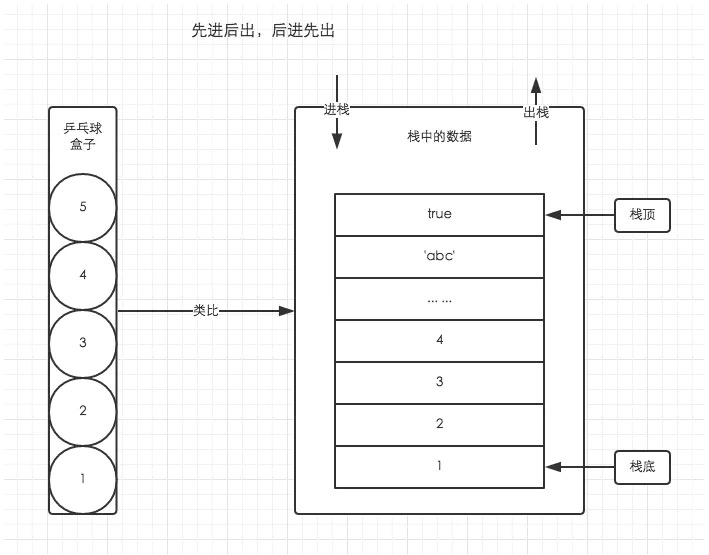 先进后出，后进先出
进栈
出栈
乒乓球
盒子
栈中的数据
5
4
3
2
1
类比
true
'abc'
... ...
4
3
2
1
栈顶
栈底